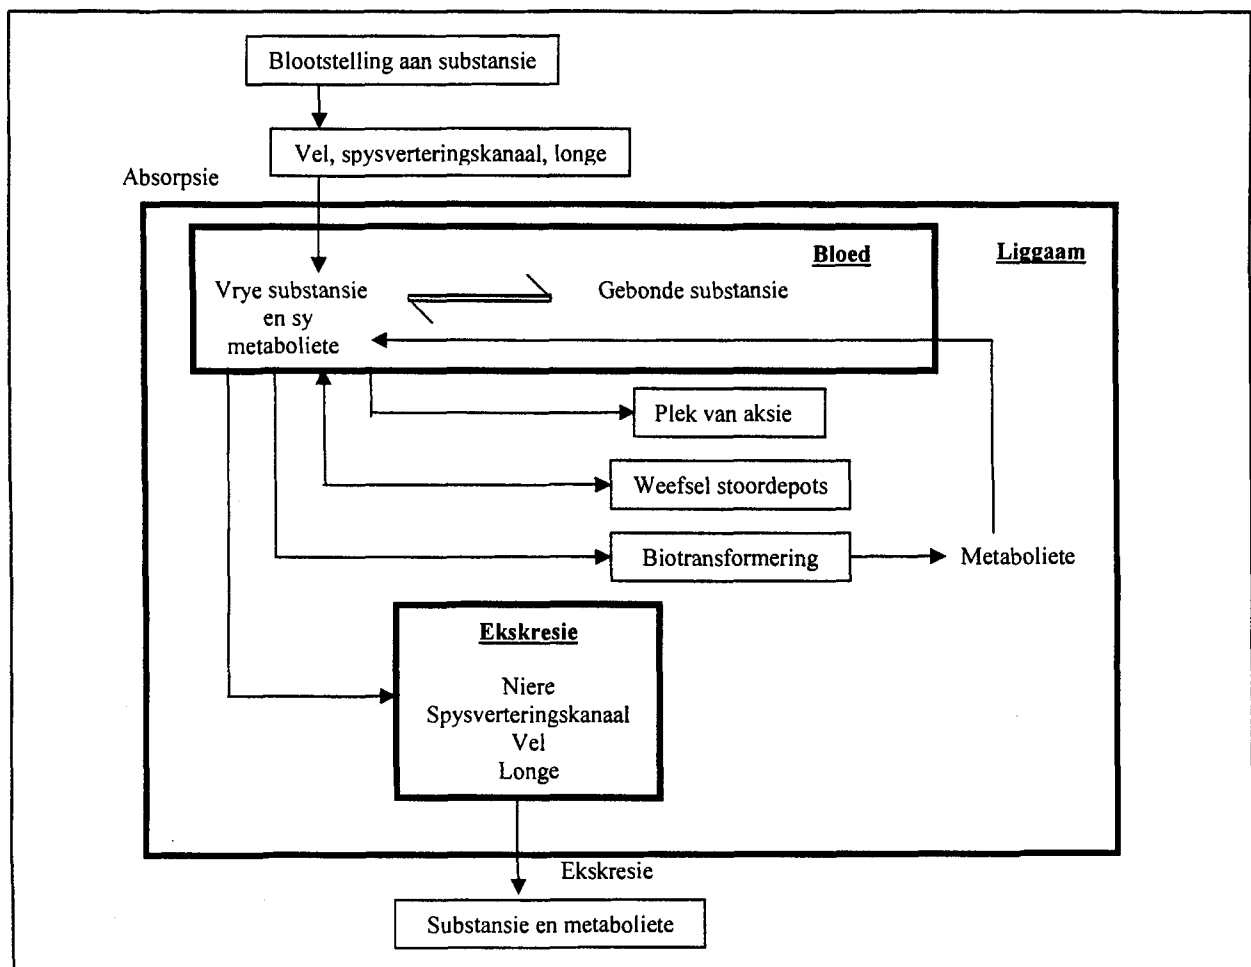 Blootstelling aan substansie
Vel, spysverteringskanaal, longe
Absorpsie
Bloed
Liggaam
Vrye substansie
en sy
metaboliete
Gebonde substansie
Plek van aksie
Weefsel stoordepots
Biotransformering
Metaboliete
Ekskresie
Niere
Spysverteringskanaal
Vel
Longe
Ekskresie
Substansie en metaboliete